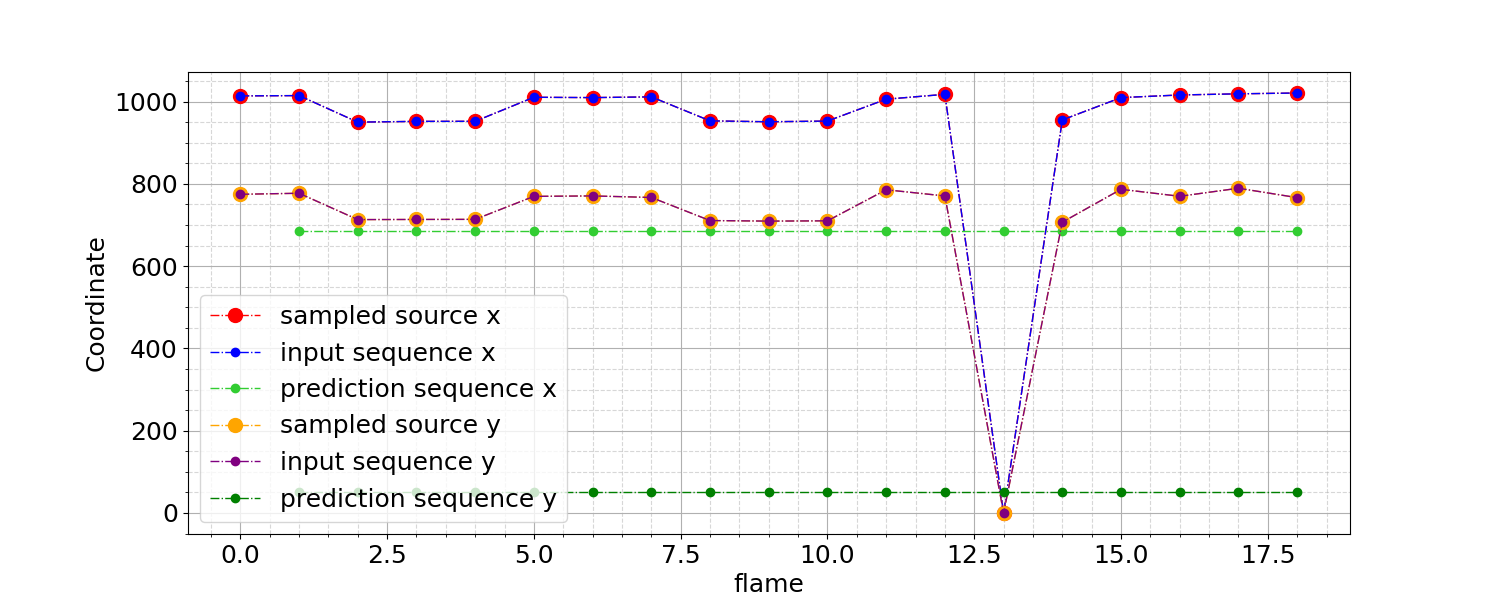 1000
800
600
400
200
0
Coordinate
sampled source x
input sequence x
prediction sequence x
sampled source y
input sequence y
prediction sequence y
0.0 2.5 5.0 7.5 10.0 12.5 15.0 17.5
flame